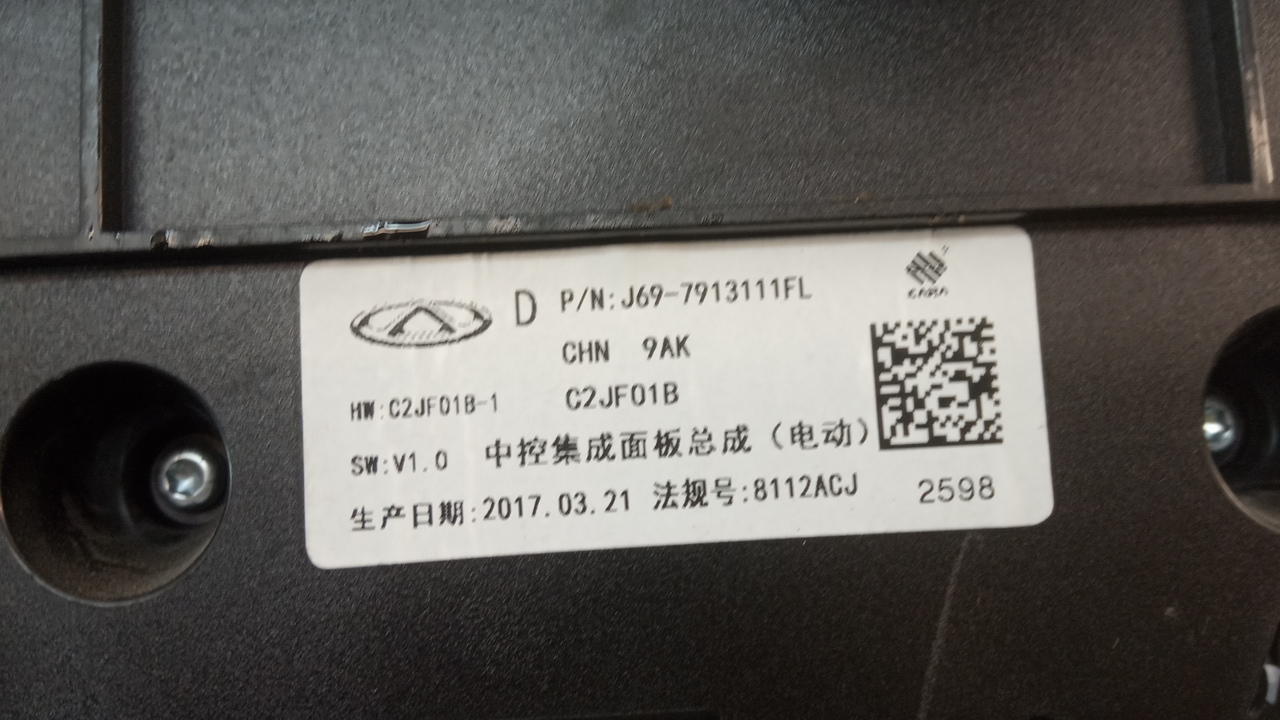 D P/N:J69-7913111FL
CHN 9AK
HW:C2JF01B-1 C2JF01B
SW:V1.0 中控集成面板总成（电动）
生产日期:2017.03.21 法规号:8112ACJ 2598